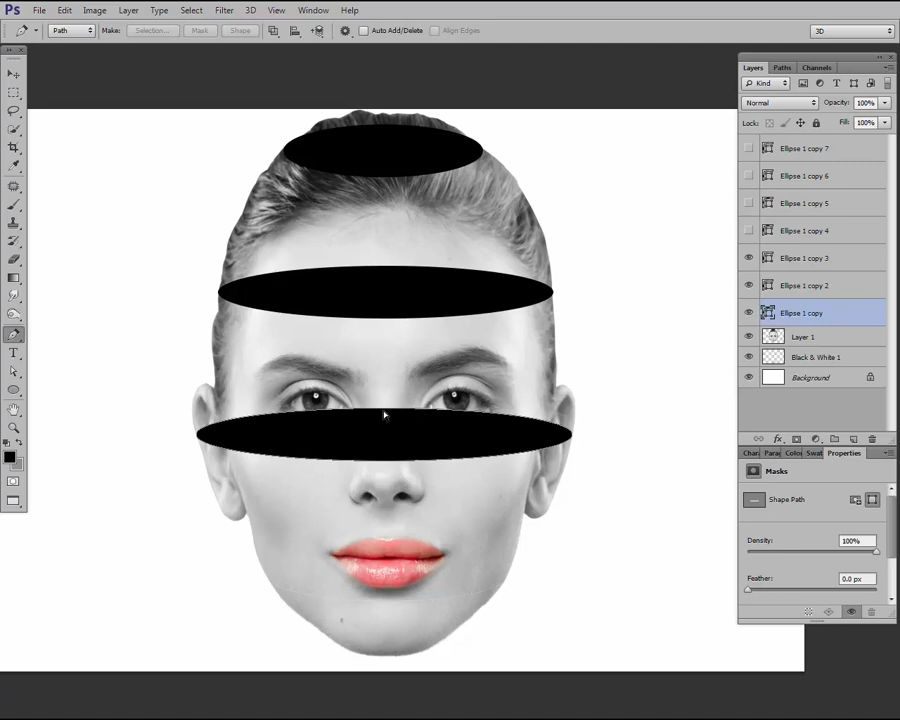 Ps File Edit Image Layer Type Select Filter 3D View Window Help
Path Make: Selection... Mask Shape Auto Add/Delete Align Edges 3D
Layers Paths Channels
Kind T
Normal Opacity: 100%
Lock: Fill: 100%
Ellipse 1 copy 7
Ellipse 1 copy 6
Ellipse 1 copy 5
Ellipse 1 copy 4
Ellipse 1 copy 3
Ellipse 1 copy 2
Ellipse 1 copy
Layer 1
Black & White 1
Background
fx
Char Para Color Swat Properties
Masks
Shape Path
Density: 100%
Feather: 0.0 px
T